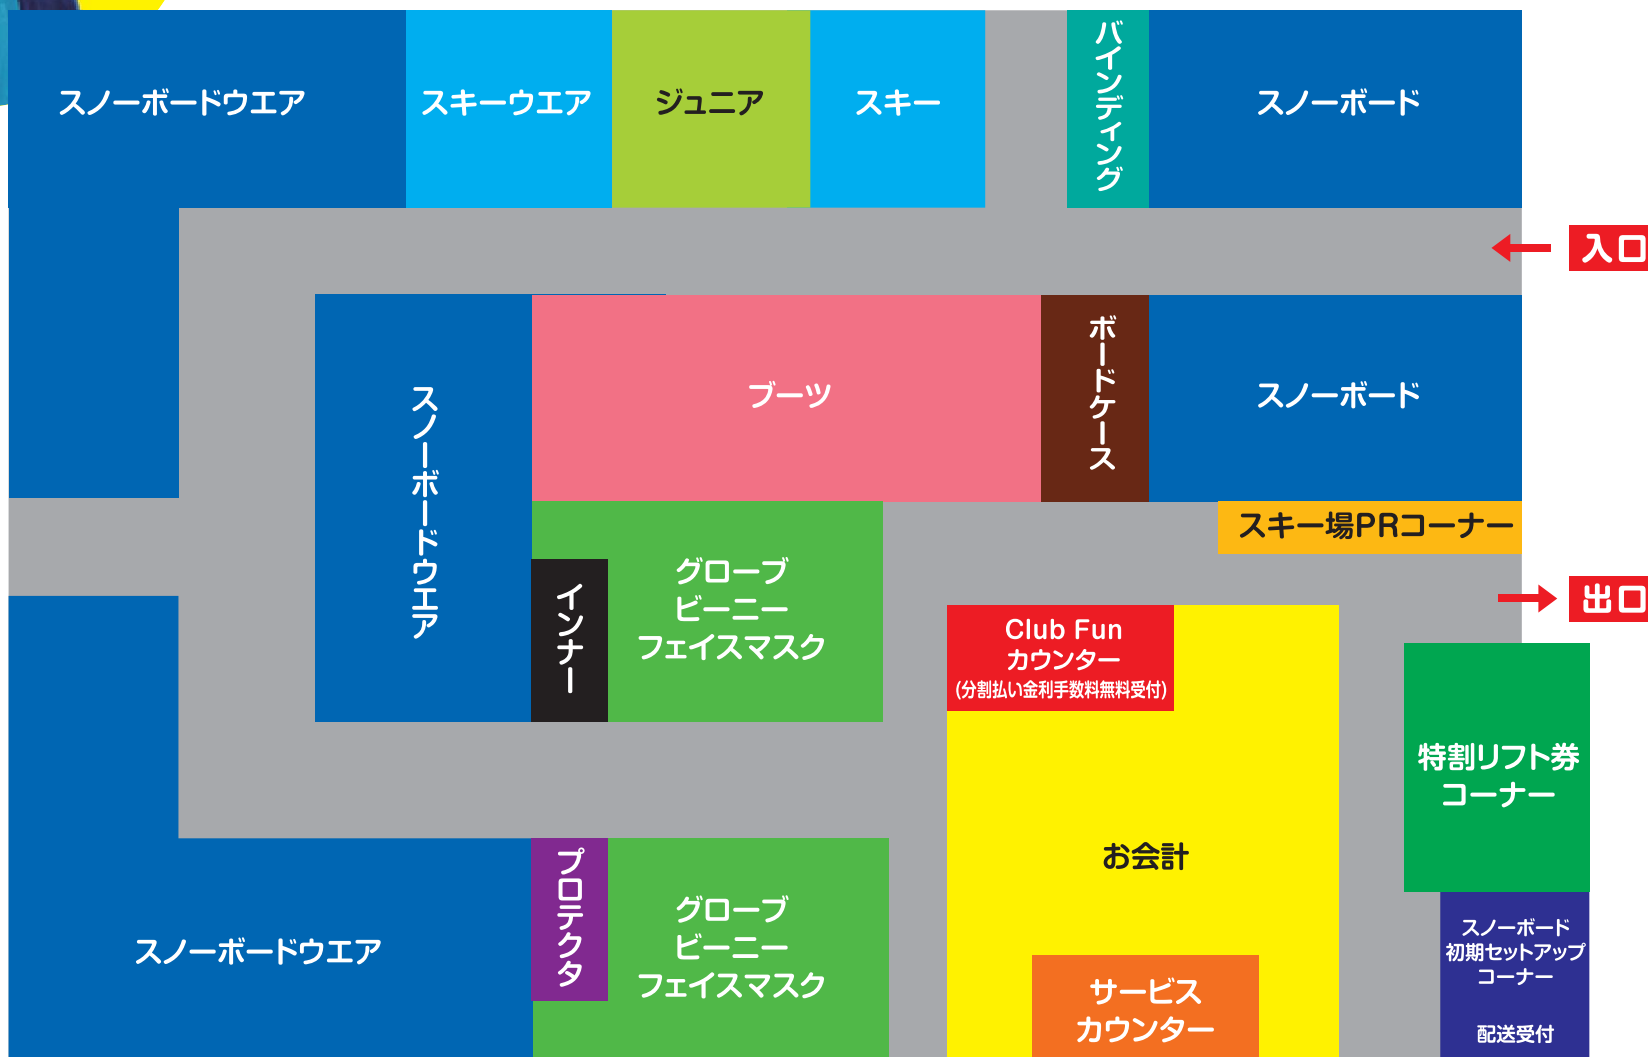 スノーボードウエア
スキーウエア
ジュニア
スキー
バインディング
スノーボード
入口
スノーボードウエア
ブーツ
ボードケース
スノーボード
スキー場PRコーナー
出口
インナー
グローブ
ビーニー
フェイスマスク
Club Fun
カウンター
(分割払い金利手数料無料受付)
特割リフト券
コーナー
お会計
スノーボードウエア
プロテクタ
グローブ
ビーニー
フェイスマスク
サービス
カウンター
スノーボード
初期セットアップ
コーナー
配送受付